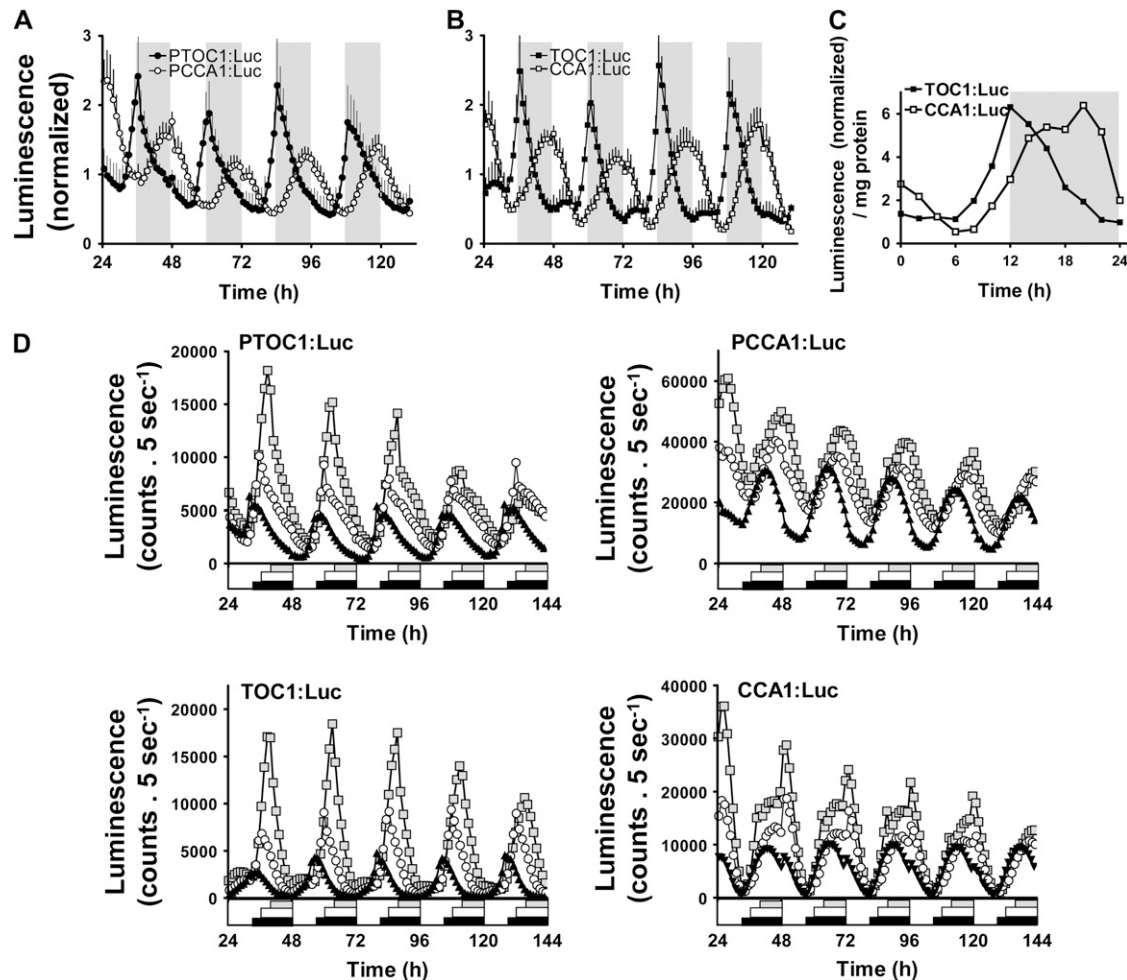 A
Luminescence
(normalized)
3
2
1
0
PTOC1:Luc
PCCA1:Luc
24 48 72 96 120
Time (h)
B
3
2
1
0
TOC1:Luc
CCA1:Luc
24 48 72 96 120
Time (h)
C
Luminescence (normalized)
/ mg protein
6
4
2
0
TOC1:Luc
CCA1:Luc
0 6 12 18 24
Time (h)
D
PTOC1:Luc
Luminescence
(counts . 5 sec⁻¹)
20000
15000
10000
5000
0
24 48 72 96 120 144
Time (h)
PCCA1:Luc
Luminescence
(counts . 5 sec⁻¹)
60000
40000
20000
0
24 48 72 96 120 144
Time (h)
TOC1:Luc
Luminescence
(counts . 5 sec⁻¹)
20000
15000
10000
5000
0
24 48 72 96 120 144
Time (h)
CCA1:Luc
Luminescence
(counts . 5 sec⁻¹)
40000
30000
20000
10000
0
24 48 72 96 120 144
Time (h)